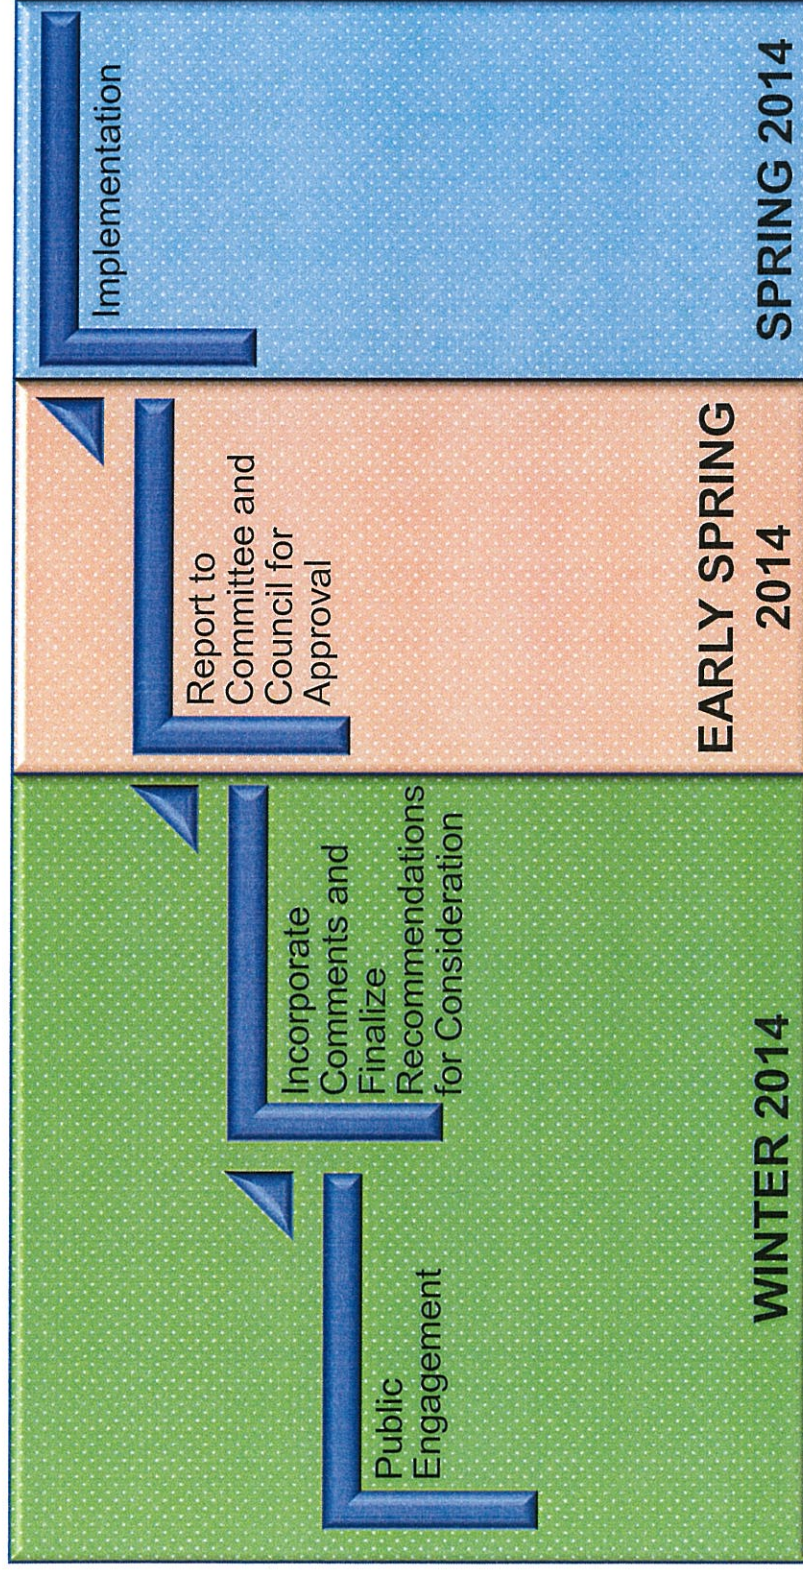 Public
Engagement
Incorporate
Comments and
Finalize
Recommendations
for Consideration
Report to
Committee and
Council for
Approval
Implementation
WINTER 2014
EARLY SPRING
2014
SPRING 2014